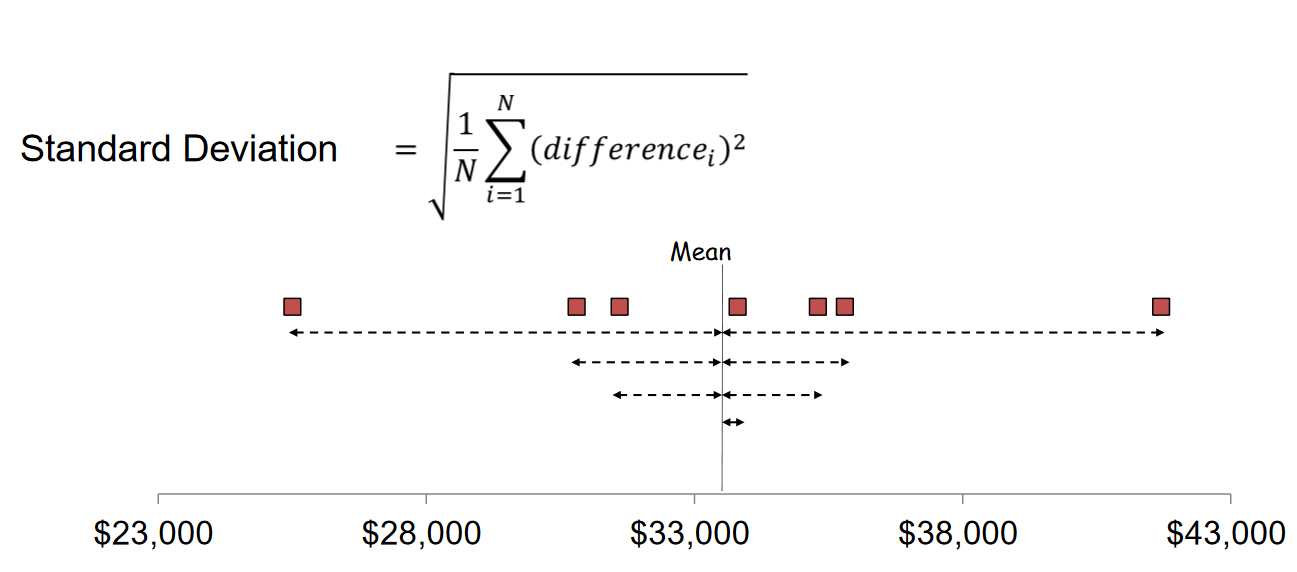 Standard Deviation = √(1/N ∑_{i=1}^{N} (difference_i)²)
Mean
$23,000 $28,000 $33,000 $38,000 $43,000